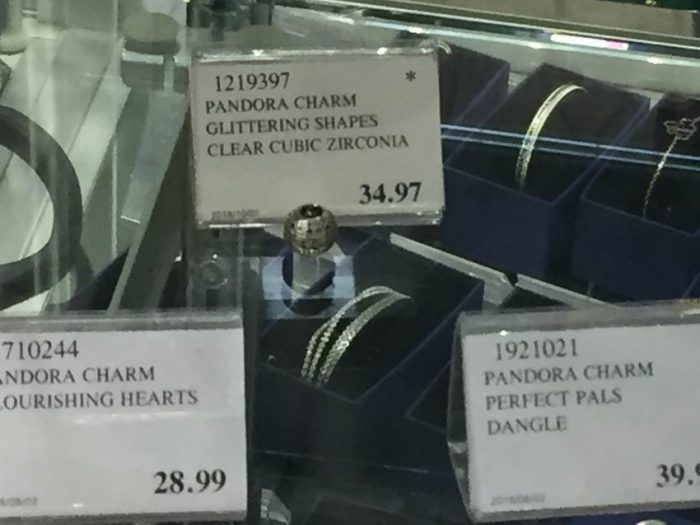 1219397 *
PANDORA CHARM
GLITTERING SHAPES
CLEAR CUBIC ZIRCONIA
34.97
710244
ANDORA CHARM
LOURISHING HEARTS
28.99
1921021
PANDORA CHARM
PERFECT PALS
DANGLE
39.9